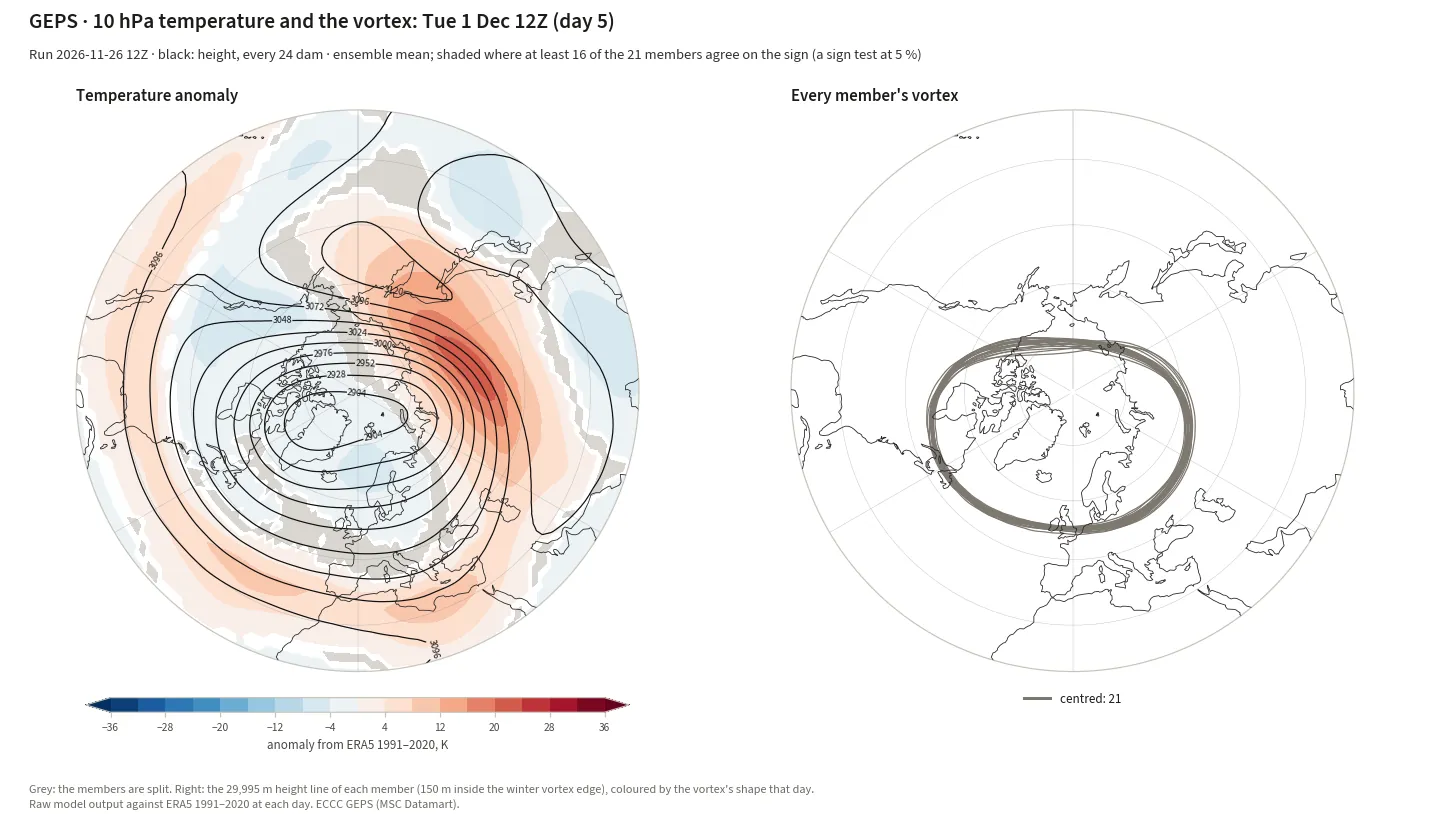 GEPS · 10 hPa temperature and the vortex: Tue 1 Dec 12Z (day 5)
Run 2026-11-26 12Z · black: height, every 24 dam · ensemble mean; shaded where at least 16 of the 21 members agree on the sign (a sign test at 5 %)
Temperature anomaly
Every member's vortex
3096
3120
3096
3072
3048
3024
3000
2976
2952
2928
2904
2904
3096
centred: 21
−36 −28 −20 −12 −4 4 12 20 28 36
anomaly from ERA5 1991–2020, K
Grey: the members are split. Right: the 29,995 m height line of each member (150 m inside the winter vortex edge), coloured by the vortex's shape that day.
Raw model output against ERA5 1991–2020 at each day. ECCC GEPS (MSC Datamart).